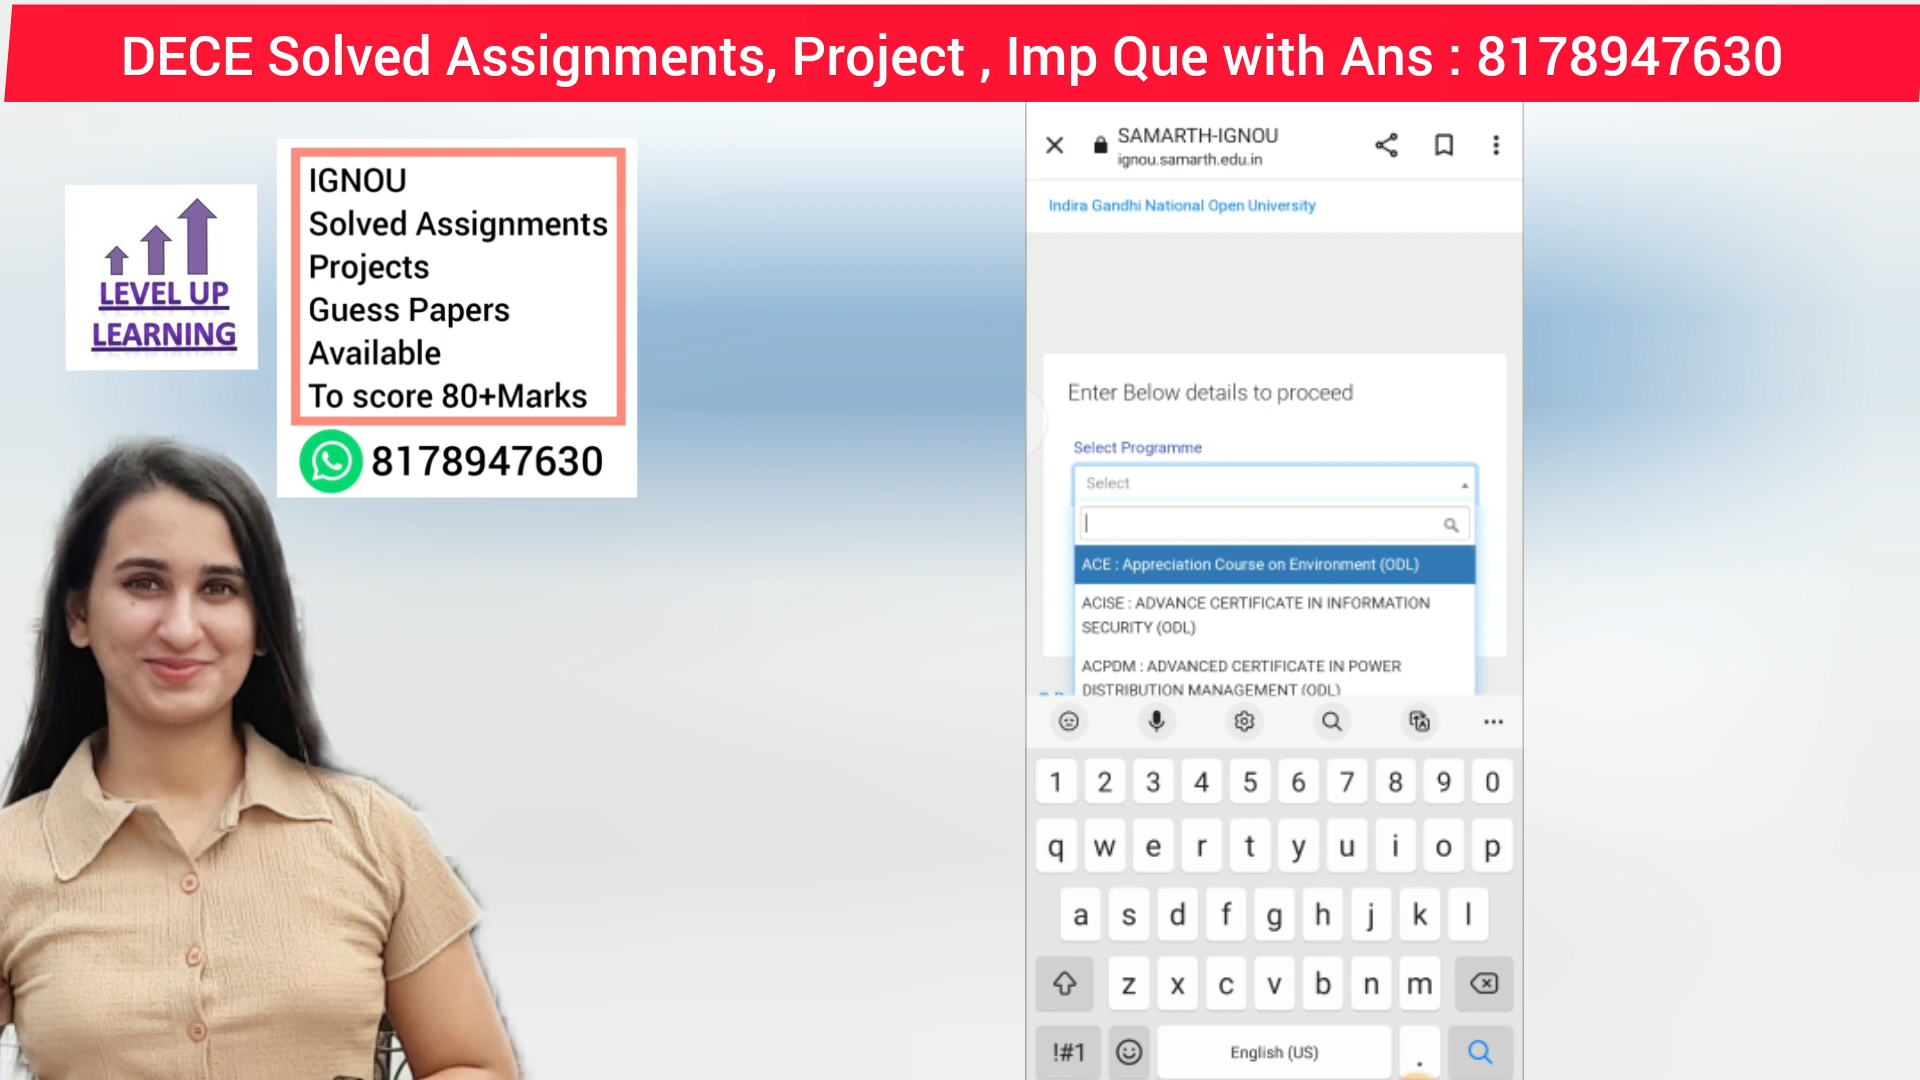 DECE Solved Assignments, Project , Imp Que with Ans : 8178947630
LEVEL UP
LEARNING
IGNOU
Solved Assignments
Projects
Guess Papers
Available
To score 80+Marks
8178947630
SAMARTH-IGNOU
ignou.samarth.edu.in
Indira Gandhi National Open University
Enter Below details to proceed
Select Programme
Select
ACE : Appreciation Course on Environment (ODL)
ACISE : ADVANCE CERTIFICATE IN INFORMATION
SECURITY (ODL)
ACPDM : ADVANCED CERTIFICATE IN POWER
DISTRIBUTION MANAGEMENT (ODL)
1 2 3 4 5 6 7 8 9 0
q w e r t y u i o p
a s d f g h j k l
z x c v b n m
!#1 English (US) .